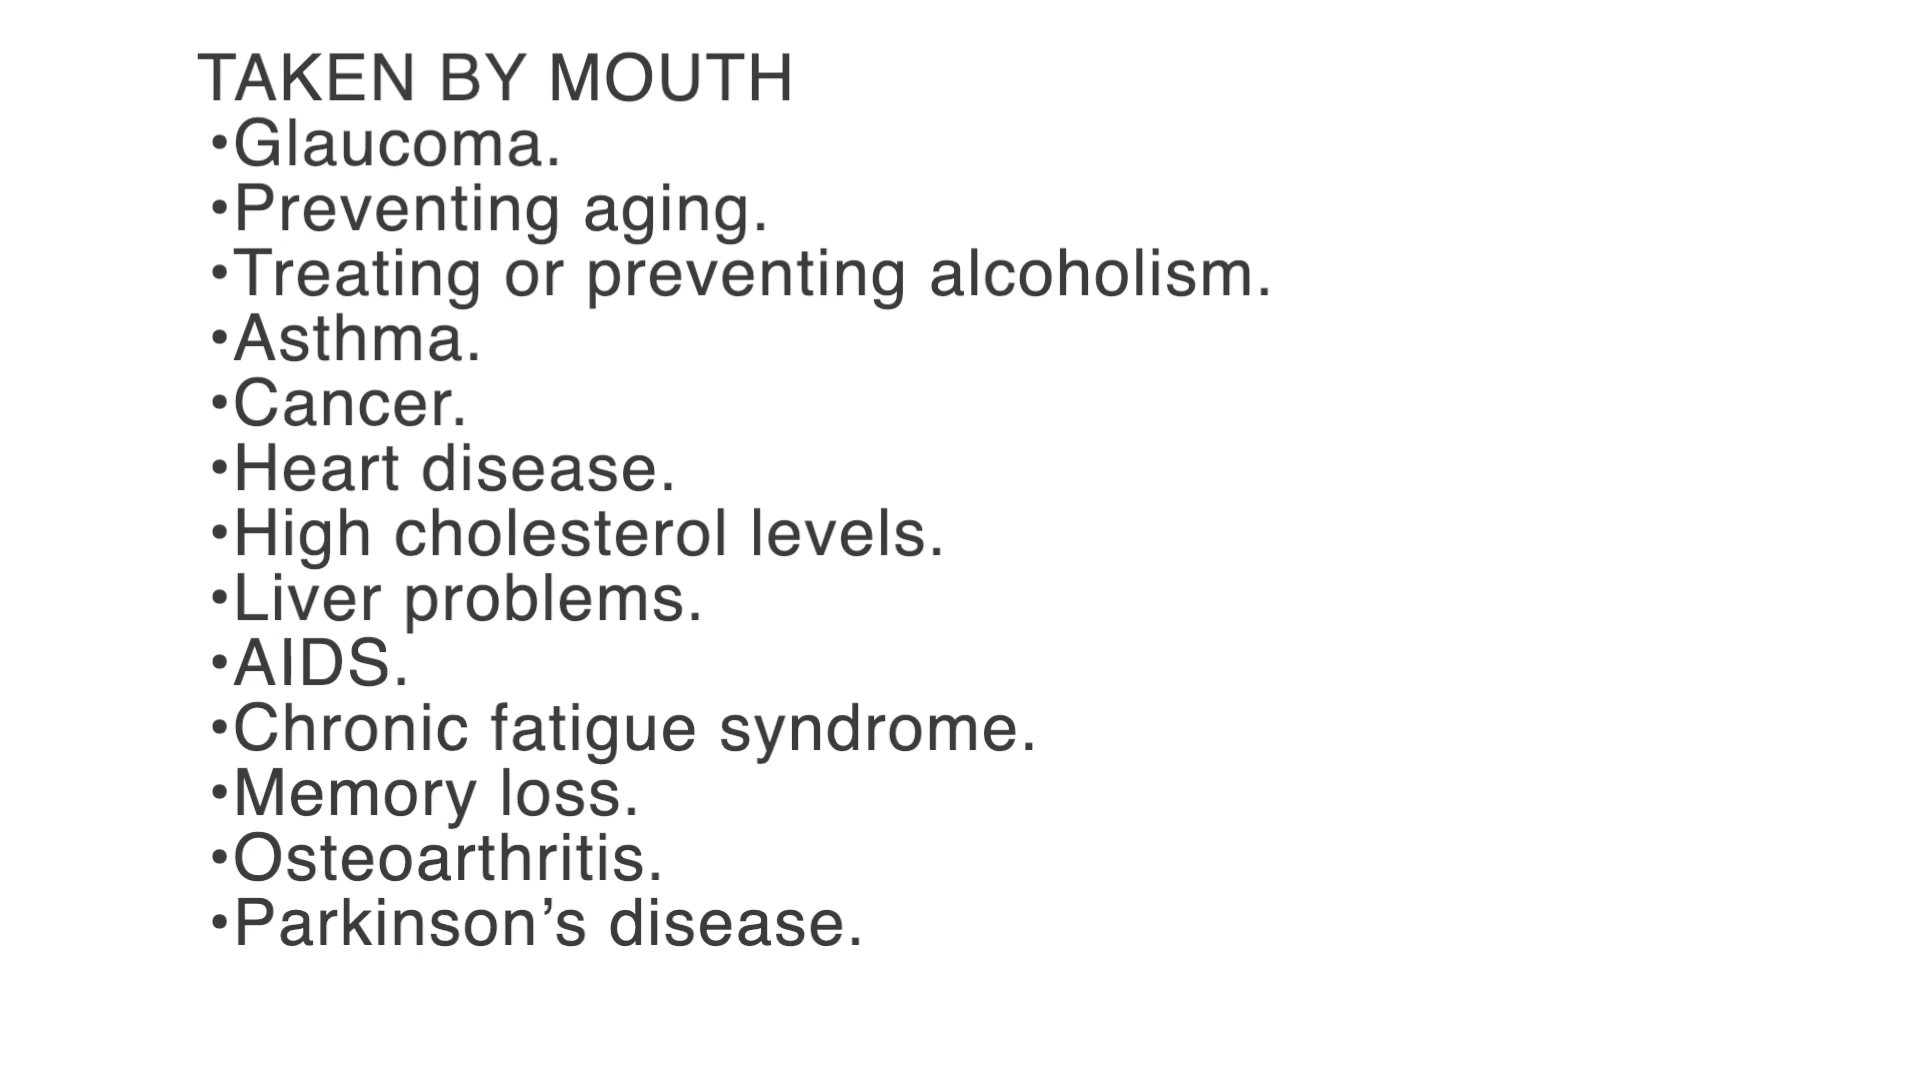 TAKEN BY MOUTH
•Glaucoma.
•Preventing aging.
•Treating or preventing alcoholism.
•Asthma.
•Cancer.
•Heart disease.
•High cholesterol levels.
•Liver problems.
•AIDS.
•Chronic fatigue syndrome.
•Memory loss.
•Osteoarthritis.
•Parkinson’s disease.